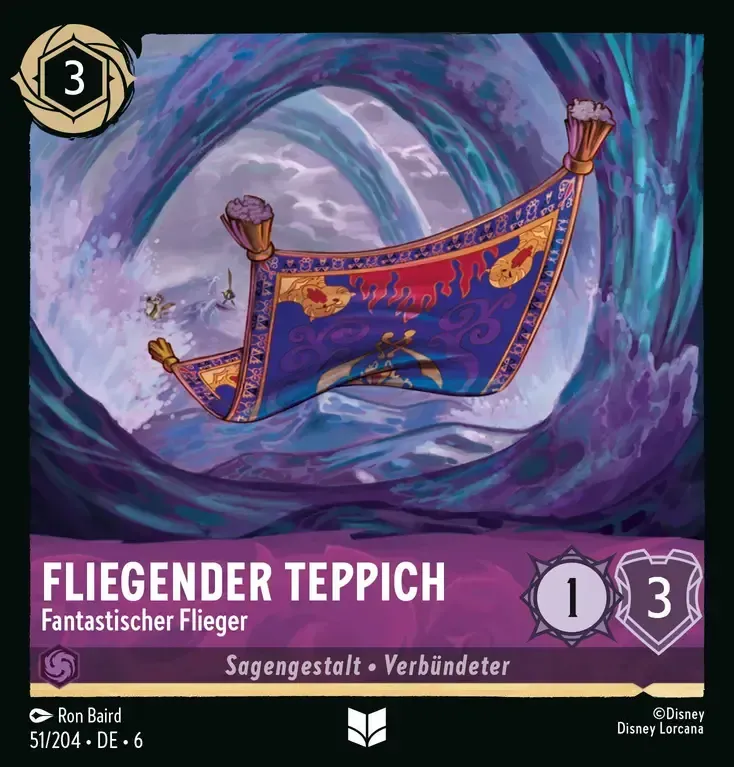 3
FLIEGENDER TEPPICH
Fantastischer Flieger
1
3
Sagengestalt • Verbündeter
Ron Baird
51/204 • DE • 6
©Disney
Disney Lorcana